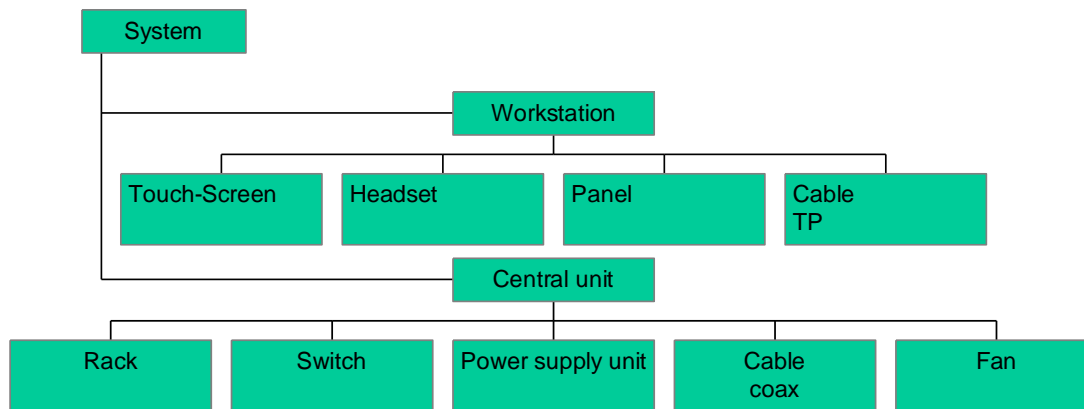 System
Workstation
Touch-Screen
Headset
Panel
Cable
TP
Central unit
Rack
Switch
Power supply unit
Cable
coax
Fan